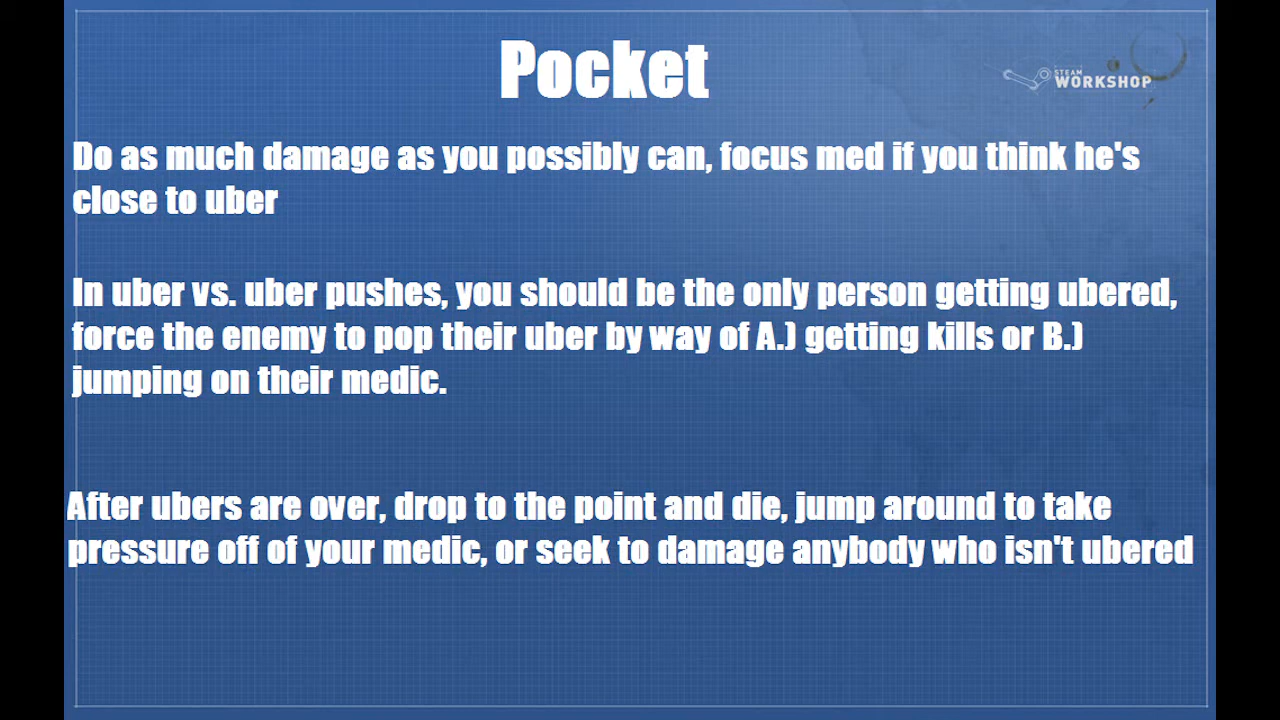 Pocket
STEAM
WORKSHOP
Do as much damage as you possibly can, focus med if you think he's
close to uber
In uber vs. uber pushes, you should be the only person getting ubered,
force the enemy to pop their uber by way of A.) getting kills or B.)
jumping on their medic.
After ubers are over, drop to the point and die, jump around to take
pressure off of your medic, or seek to damage anybody who isn't ubered